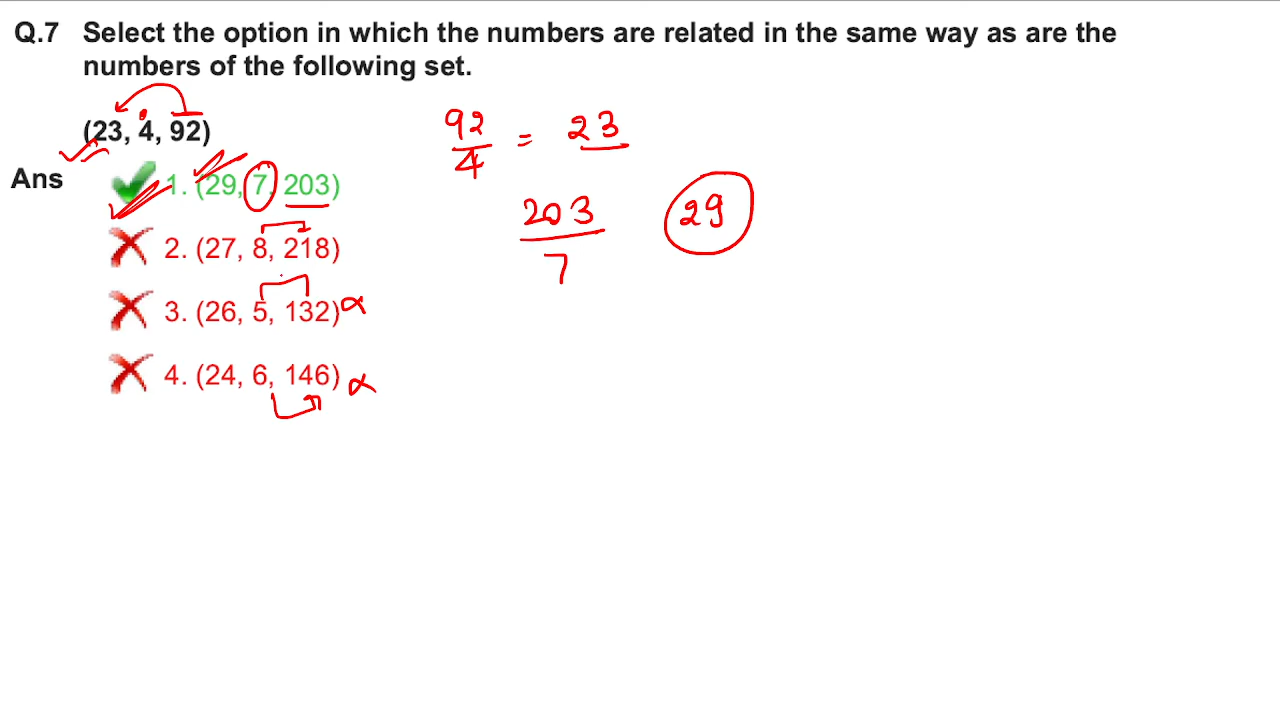 Q.7 Select the option in which the numbers are related in the same way as are the
numbers of the following set.
(23, 4, 92)
Ans
1. (29, 7, 203)
2. (27, 8, 218)
3. (26, 5, 132)
4. (24, 6, 146)
92/4 = 23
203/7 29